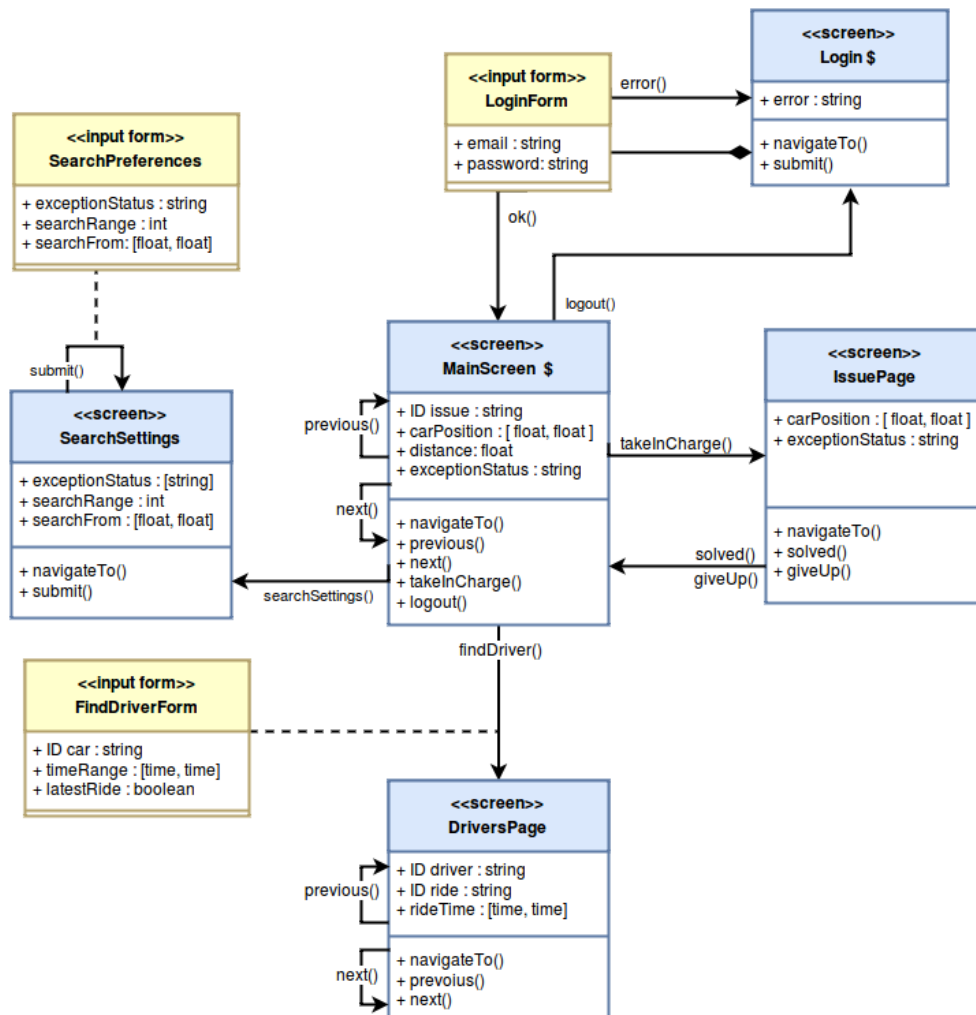 <<screen>>
Login $
+ error : string
+ navigateTo()
+ submit()
<<input form>>
LoginForm
+ email : string
+ password: string
error()
ok()
logout()
<<input form>>
SearchPreferences
+ exceptionStatus : string
+ searchRange : int
+ searchFrom: [float, float]
submit()
<<screen>>
SearchSettings
+ exceptionStatus : [string]
+ searchRange : int
+ searchFrom : [float, float]
+ navigateTo()
+ submit()
<<screen>>
MainScreen $
+ ID issue : string
+ carPosition : [ float, float ]
+ distance: float
+ exceptionStatus : string
+ navigateTo()
+ previous()
+ next()
+ takeInCharge()
+ logout()
previous()
next()
searchSettings()
takeInCharge()
<<screen>>
IssuePage
+ carPosition : [ float, float ]
+ exceptionStatus : string
+ navigateTo()
+ solved()
+ giveUp()
solved()
giveUp()
findDriver()
<<input form>>
FindDriverForm
+ ID car : string
+ timeRange : [time, time]
+ latestRide : boolean
<<screen>>
DriversPage
+ ID driver : string
+ ID ride : string
+ rideTime : [time, time]
+ navigateTo()
+ prevoius()
+ next()
previous()
next()